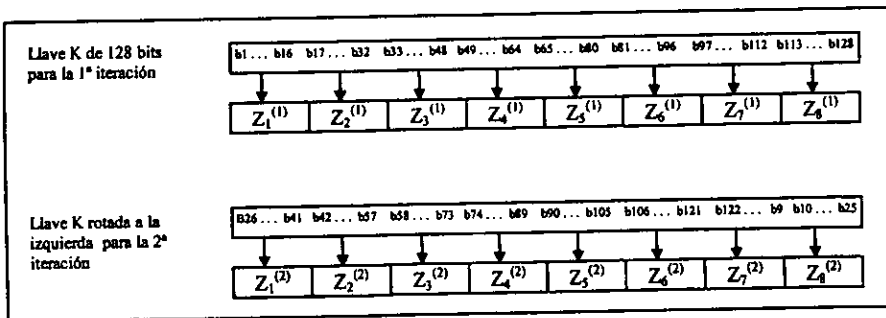 Llave K de 128 bits
para la 1ª iteración
b1... b16 b17... b32 b33... b48 b49... b64 b65... b80 b81... b96 b97... b112 b113... b128
Z₁⁽¹⁾ Z₂⁽¹⁾ Z₃⁽¹⁾ Z₄⁽¹⁾ Z₅⁽¹⁾ Z₆⁽¹⁾ Z₇⁽¹⁾ Z₈⁽¹⁾
Llave K rotada a la
izquierda para la 2ª
iteración
B26... b41 b42... b57 b58... b73 b74... b89 b90... b105 b106... b121 b122... b9 b10... b25
Z₁⁽²⁾ Z₂⁽²⁾ Z₃⁽²⁾ Z₄⁽²⁾ Z₅⁽²⁾ Z₆⁽²⁾ Z₇⁽²⁾ Z₈⁽²⁾